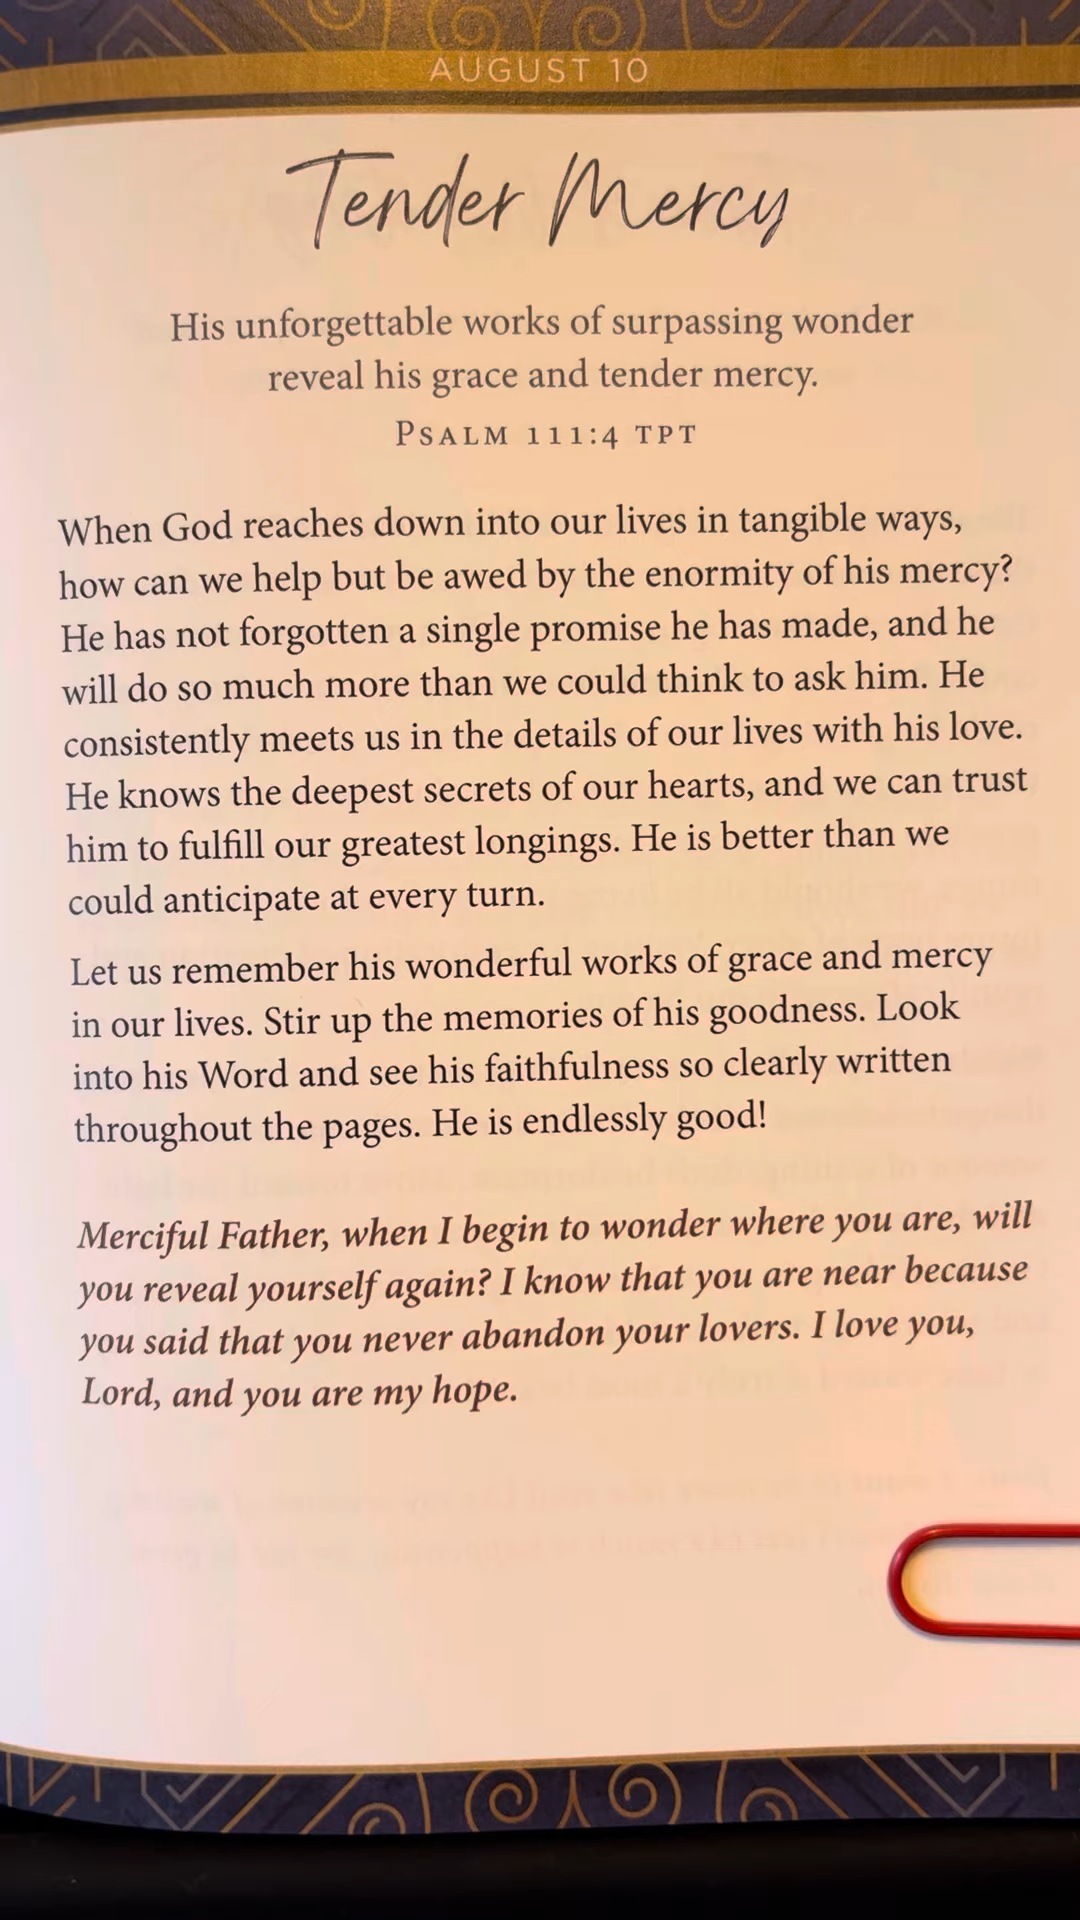 AUGUST 10
Tender Mercy
His unforgettable works of surpassing wonder
reveal his grace and tender mercy.
PSALM 111:4 TPT
When God reaches down into our lives in tangible ways,
how can we help but be awed by the enormity of his mercy?
He has not forgotten a single promise he has made, and he
will do so much more than we could think to ask him. He
consistently meets us in the details of our lives with his love.
He knows the deepest secrets of our hearts, and we can trust
him to fulfill our greatest longings. He is better than we
could anticipate at every turn.
Let us remember his wonderful works of grace and mercy
in our lives. Stir up the memories of his goodness. Look
into his Word and see his faithfulness so clearly written
throughout the pages. He is endlessly good!
Merciful Father, when I begin to wonder where you are, will
you reveal yourself again? I know that you are near because
you said that you never abandon your lovers. I love you,
Lord, and you are my hope.